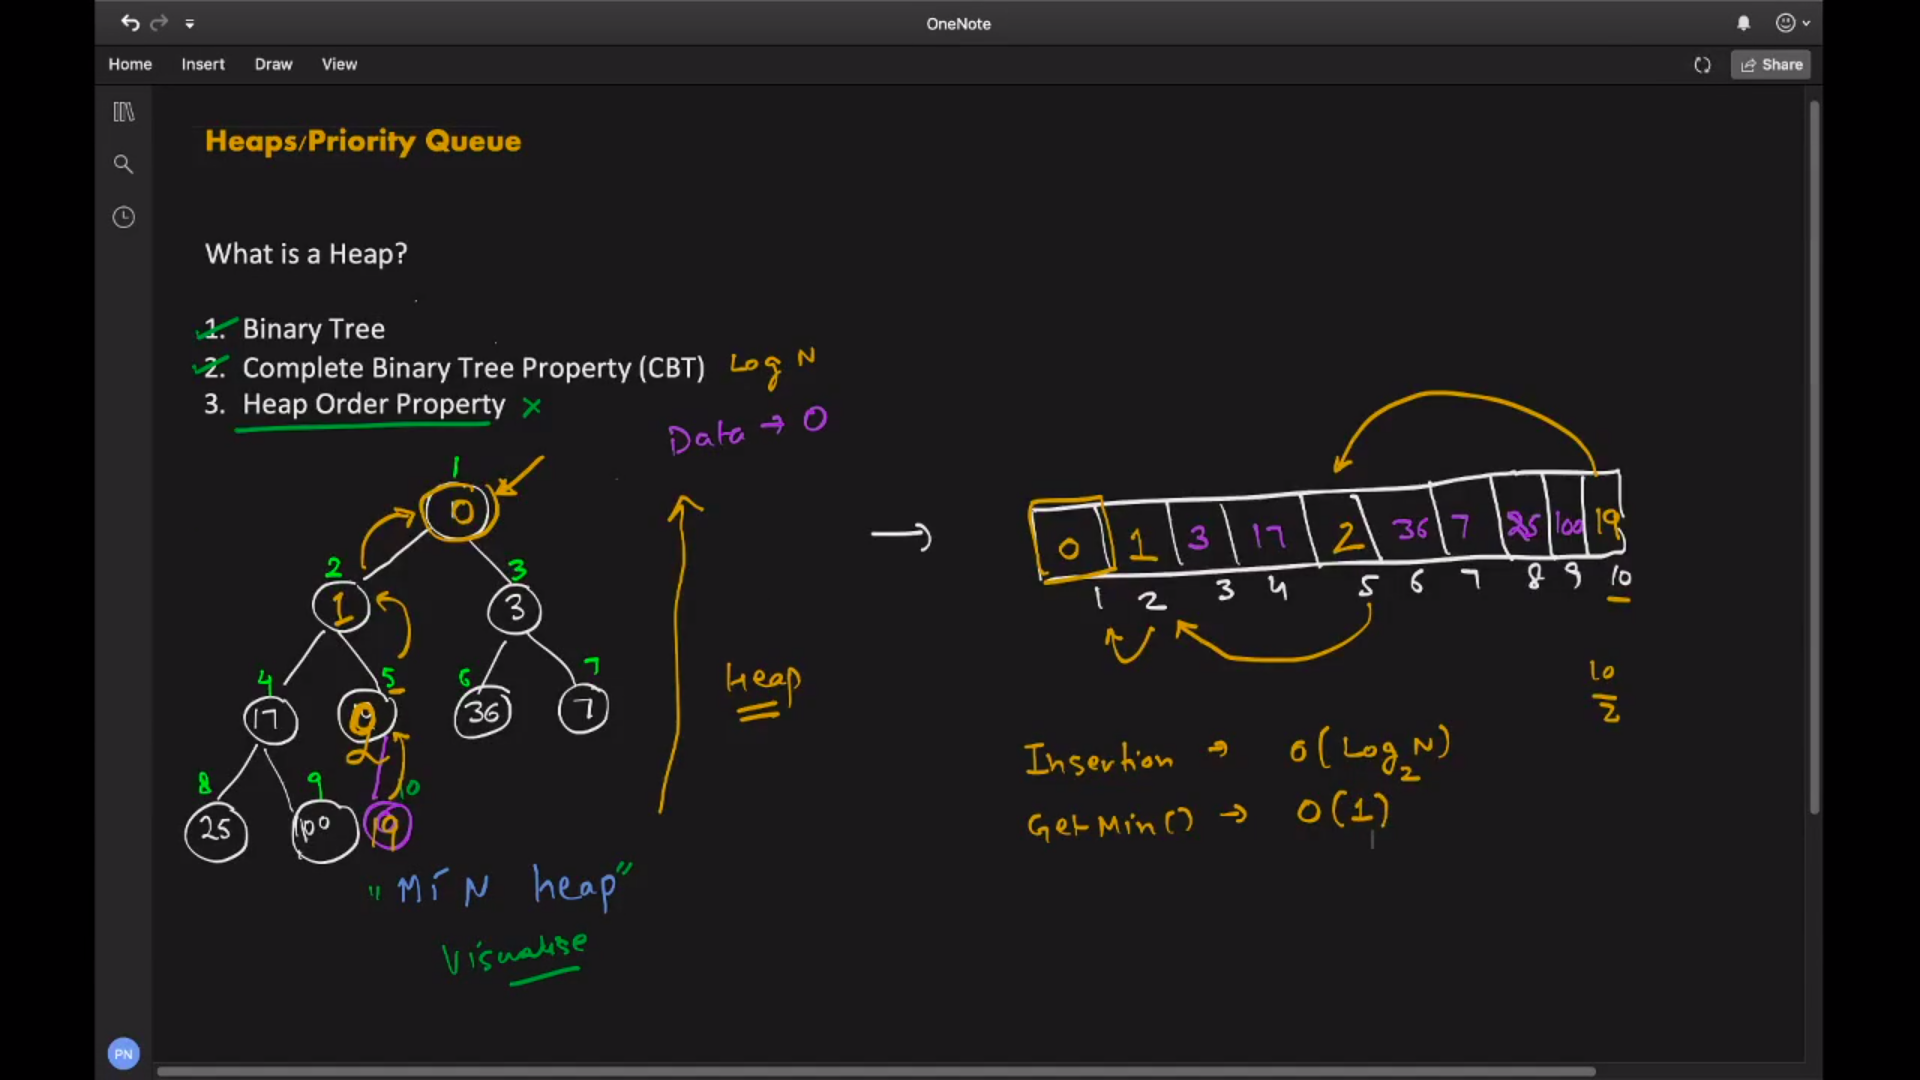 OneNote
Home Insert Draw View Share
Heaps/Priority Queue
What is a Heap?
1. Binary Tree
2. Complete Binary Tree Property (CBT) Log N
3. Heap Order Property ×
Data → 0
1
0
2 3
1 3
4 5 6 7
17 2 36 7
8 9 10
25 100 19
"MIN heap"
Visualise
Heap
→
0 1 3 17 2 36 7 25 100 19
1 2 3 4 5 6 7 8 9 10
10
2
Insertion → O(Log2N)
GetMin() → O(1)
PN